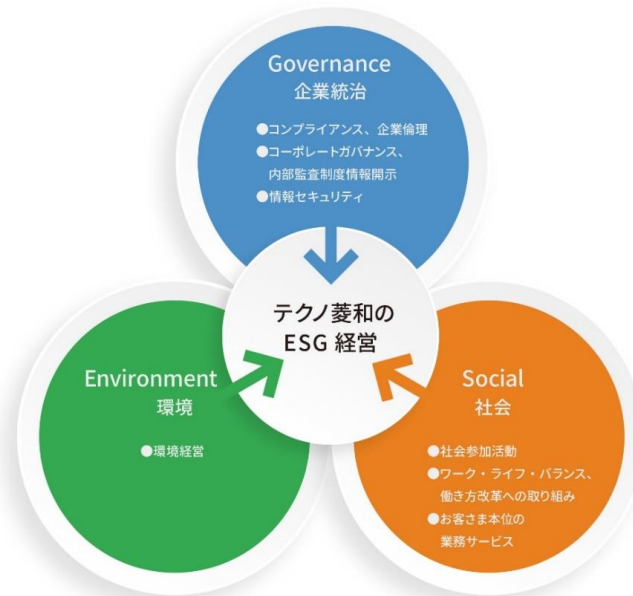 Governance
企業統治
●コンプライアンス、企業倫理
●コーポレートガバナンス、
内部監査制度情報開示
●情報セキュリティ
テクノ菱和の
ESG 経営
Environment
環境
●環境経営
Social
社会
●社会参加活動
●ワーク・ライフ・バランス、
働き方改革への取り組み
●お客さま本位の
業務サービス